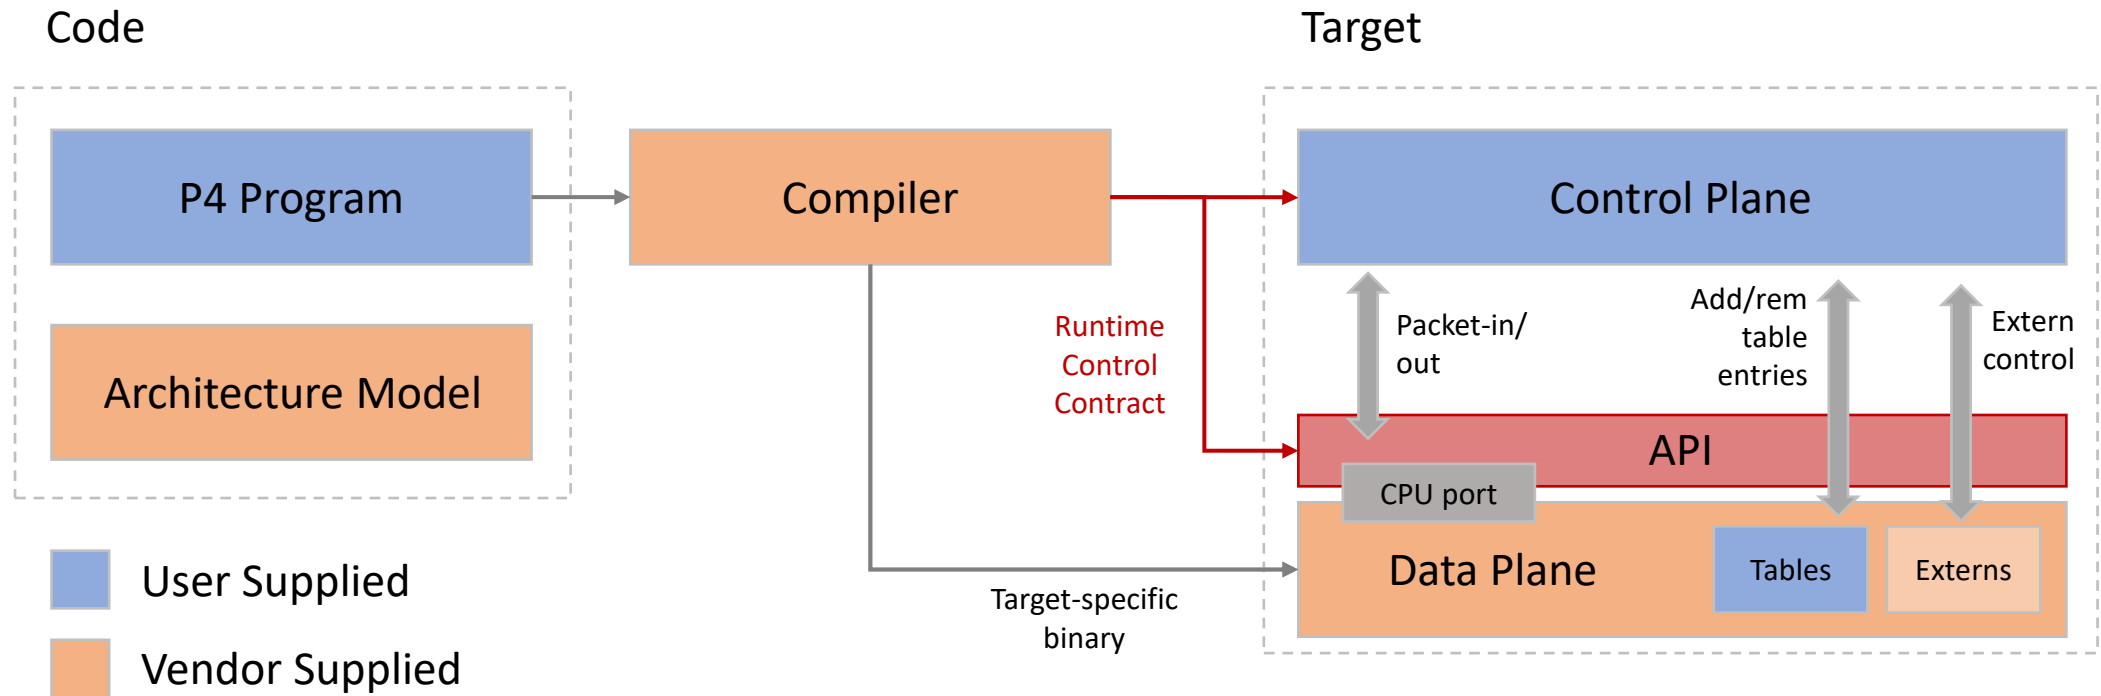 Code
Target
P4 Program
Compiler
Control Plane
Architecture Model
Runtime
Control
Contract
Packet-in/
out
Add/rem
table
entries
Extern
control
API
CPU port
Data Plane
Tables
Externs
Target-specific
binary
User Supplied
Vendor Supplied